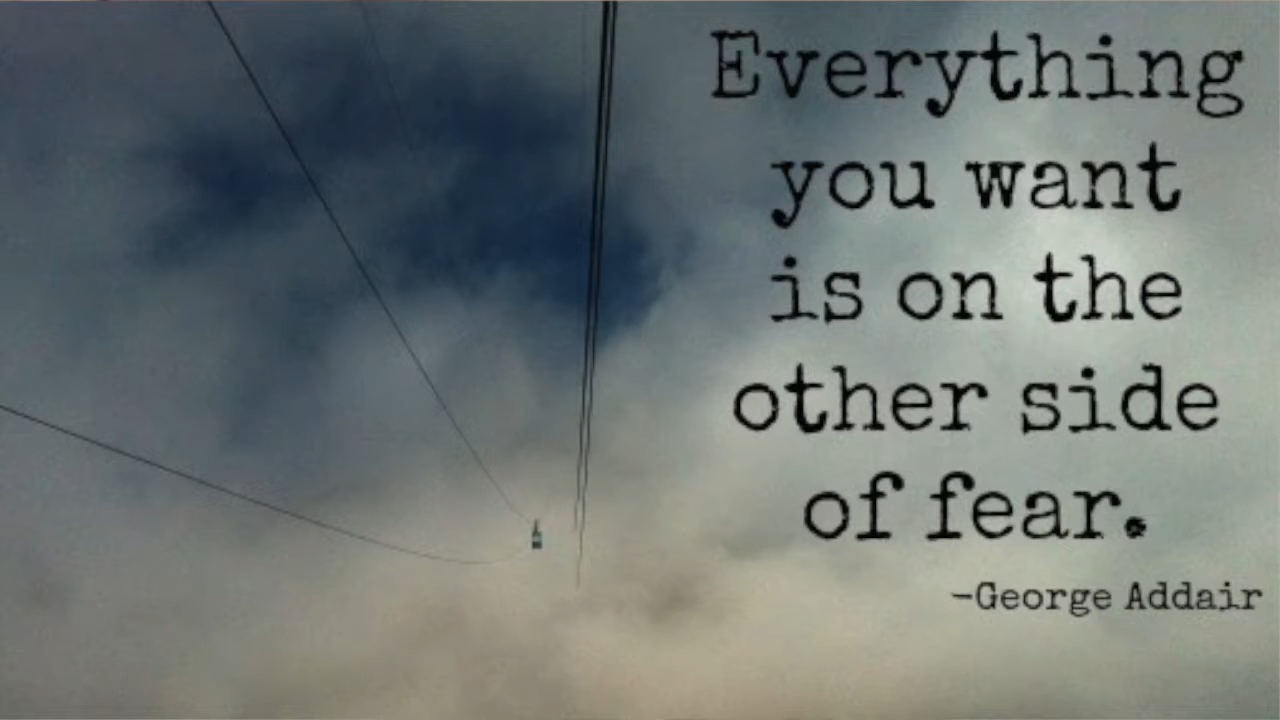 Everything
you want
is on the
other side
of fear.
-George Addair